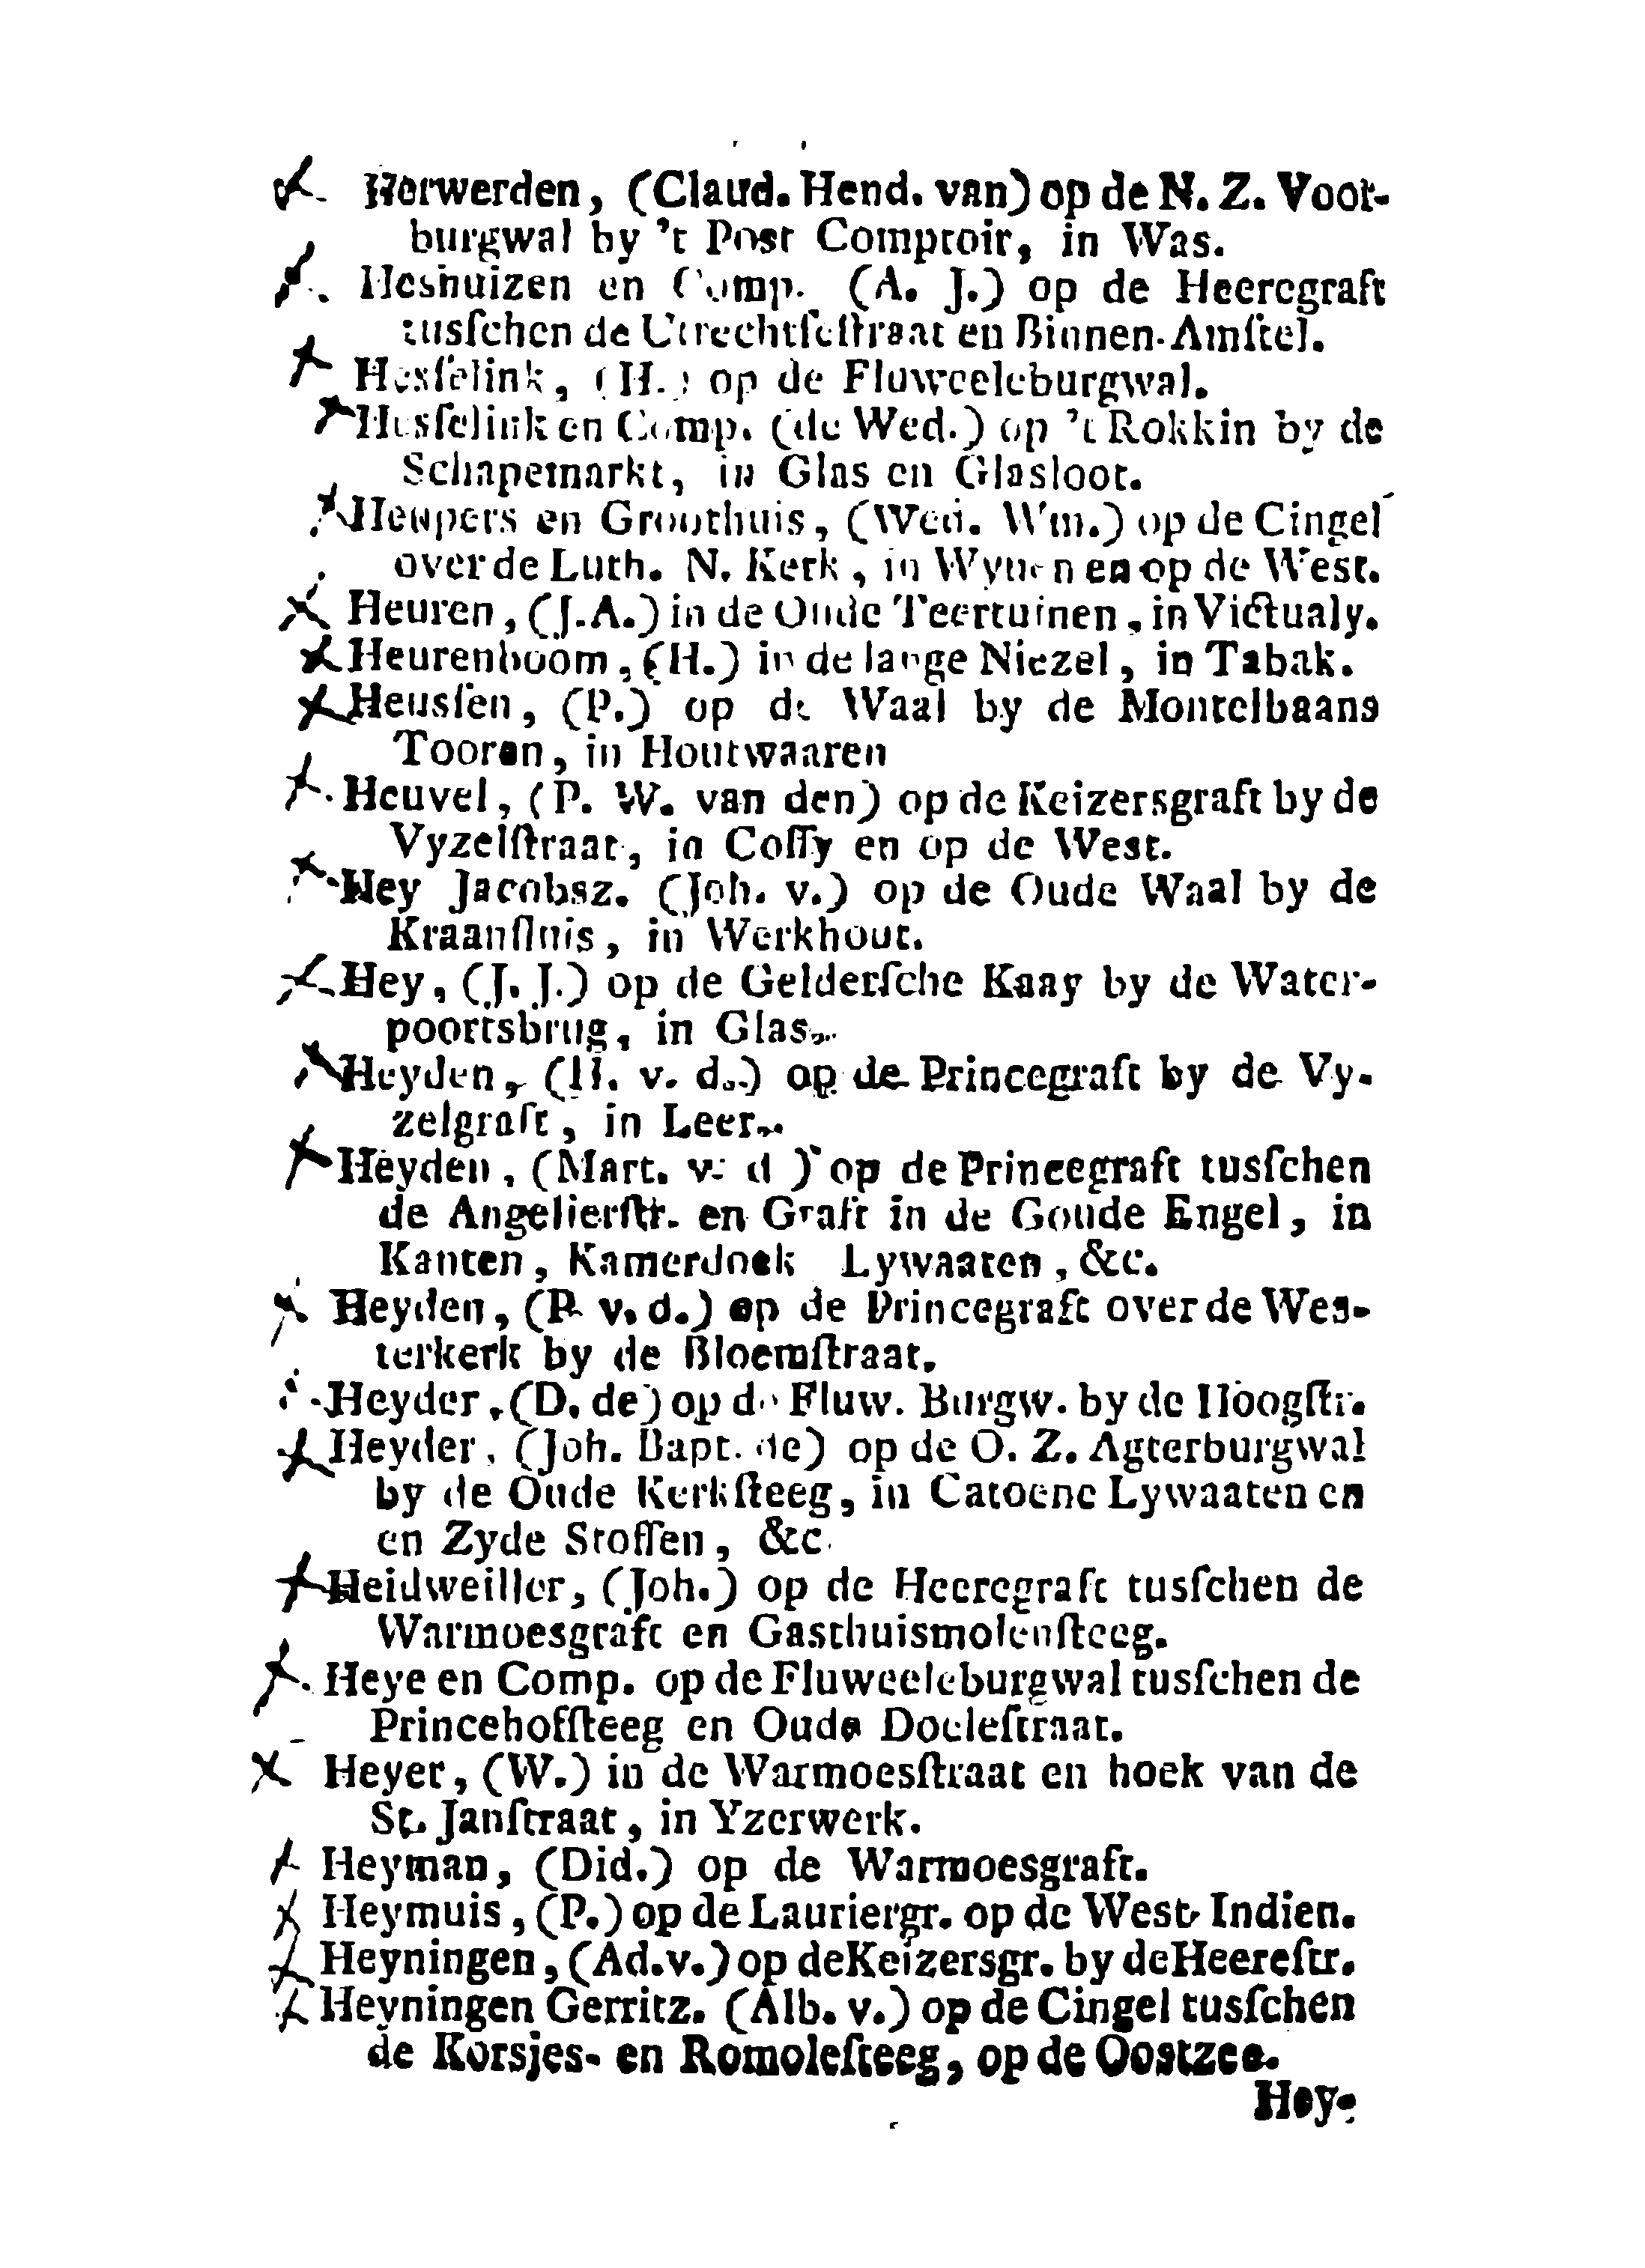 Herwerden, (Claud. Hend. van) op de N. Z. Voor-
burgwal by 't Post Comptoir, in Was.
Heshuizen en Comp. (A. J.) op de Heeregraft
tusſchen de Utrechtſeſtraat en Binnen-Amſtel.
Hesſelink, (H.) op de Fluweeleburgwal.
Hesſelink en Comp. (de Wed.) op 't Rokkin by de
Schapemarkt, in Glas en Glasloot.
Heupers en Groothuis, (Wed. Wm.) op de Cingel
over de Luth. N. Kerk, in Wynen en op de West.
Heuren, (J. A.) in de Oude Teertuinen, in Victualy.
Heurenboom, (H.) in de lange Niezel, in Tabak.
Heusſen, (P.) op de Waal by de Montelbaans
Tooren, in Houtwaaren
Heuvel, (P. W. van den) op de Keizersgraft by de
Vyzelſtraat, in Coffy en op de West.
Hey Jacobsz. (Joh. v.) op de Oude Waal by de
Kraanſluis, in Werkhout.
Hey, (J. J.) op de Gelderſche Kaay by de Water-
poortsbrug, in Glas.
Heyden, (H. v. d.) op de Princegraft by de Vy-
zelgraft, in Leer.
Heyden, (Mart. v. d) op de Princegraft tusſchen
de Angelierſtr. en Graft in de Goude Engel, in
Kanten, Kamerdoek Lywaaten, &c.
Heyden, (P. v. d.) op de Princegraft over de Wes-
terkerk by de Bloemſtraat.
Heyder, (D. de) op de Fluw. Burgw. by de Hoogſtr.
Heyder, (Joh. Bapt. de) op de O. Z. Agterburgwal
by de Oude Kerkſteeg, in Catoene Lywaaten en
en Zyde Stoffen, &c.
Heidweiller, (Joh.) op de Heeregraft tusſchen de
Warmoesgraft en Gasthuismolenſteeg.
Heye en Comp. op de Fluweeleburgwal tusſchen de
Princehofſteeg en Oude Doeleſtraat.
Heyer, (W.) in de Warmoesſtraat en hoek van de
St. Janſtraat, in Yzerwerk.
Heyman, (Did.) op de Warmoesgraft.
Heymuis, (P.) op de Lauriergr. op de West Indien.
Heyningen, (Ad. v.) op de Keizersgr. by de Heereſtr.
Heyningen Gerritz. (Alb. v.) op de Cingel tusſchen
de Korsjes- en Romoleſteeg, op de Oostzee.
Hey-